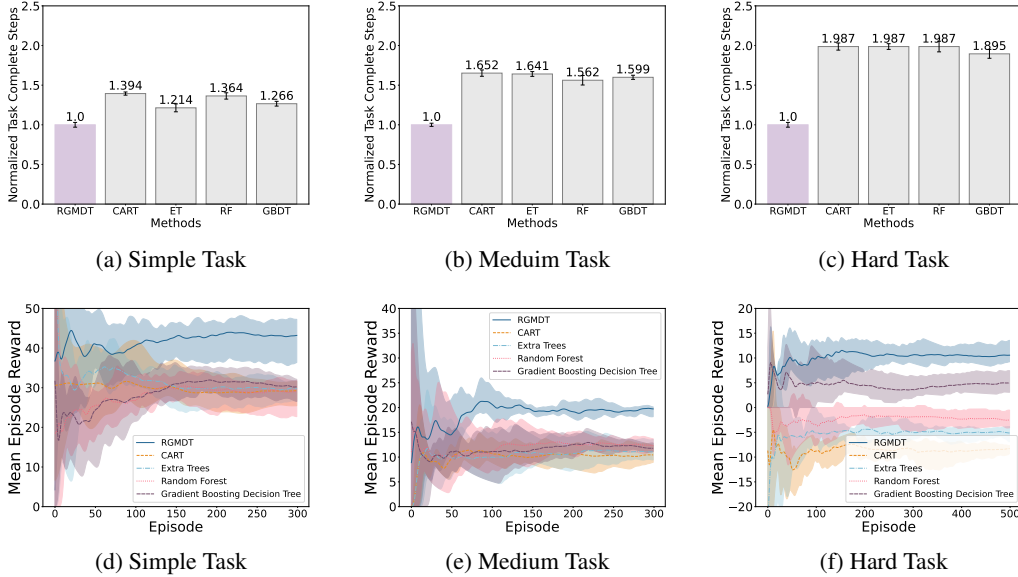 2.5
2.0
1.5
1.0
0.5
0.0
Normalized Task Complete Steps
1.0
1.394
1.214
1.364
1.266
RGMDT CART ET RF GBDT
Methods
(a) Simple Task
2.5
2.0
1.5
1.0
0.5
0.0
Normalized Task Complete Steps
1.0
1.652
1.641
1.562
1.599
RGMDT CART ET RF GBDT
Methods
(b) Meduim Task
2.5
2.0
1.5
1.0
0.5
0.0
Normalized Task Complete Steps
1.0
1.987
1.987
1.987
1.895
RGMDT CART ET RF GBDT
Methods
(c) Hard Task
50
40
30
20
10
0
Mean Episode Reward
RGMDT
CART
Extra Trees
Random Forest
Gradient Boosting Decision Tree
0 50 100 150 200 250 300
Episode
(d) Simple Task
40
35
30
25
20
15
10
5
0
Mean Episode Reward
RGMDT
CART
Extra Trees
Random Forest
Gradient Boosting Decision Tree
0 50 100 150 200 250 300
Episode
(e) Medium Task
20
15
10
5
0
−5
−10
−15
−20
Mean Episode Reward
RGMDT
CART
Extra Trees
Random Forest
Gradient Boosting Decision Tree
0 100 200 300 400 500
Episode
(f) Hard Task